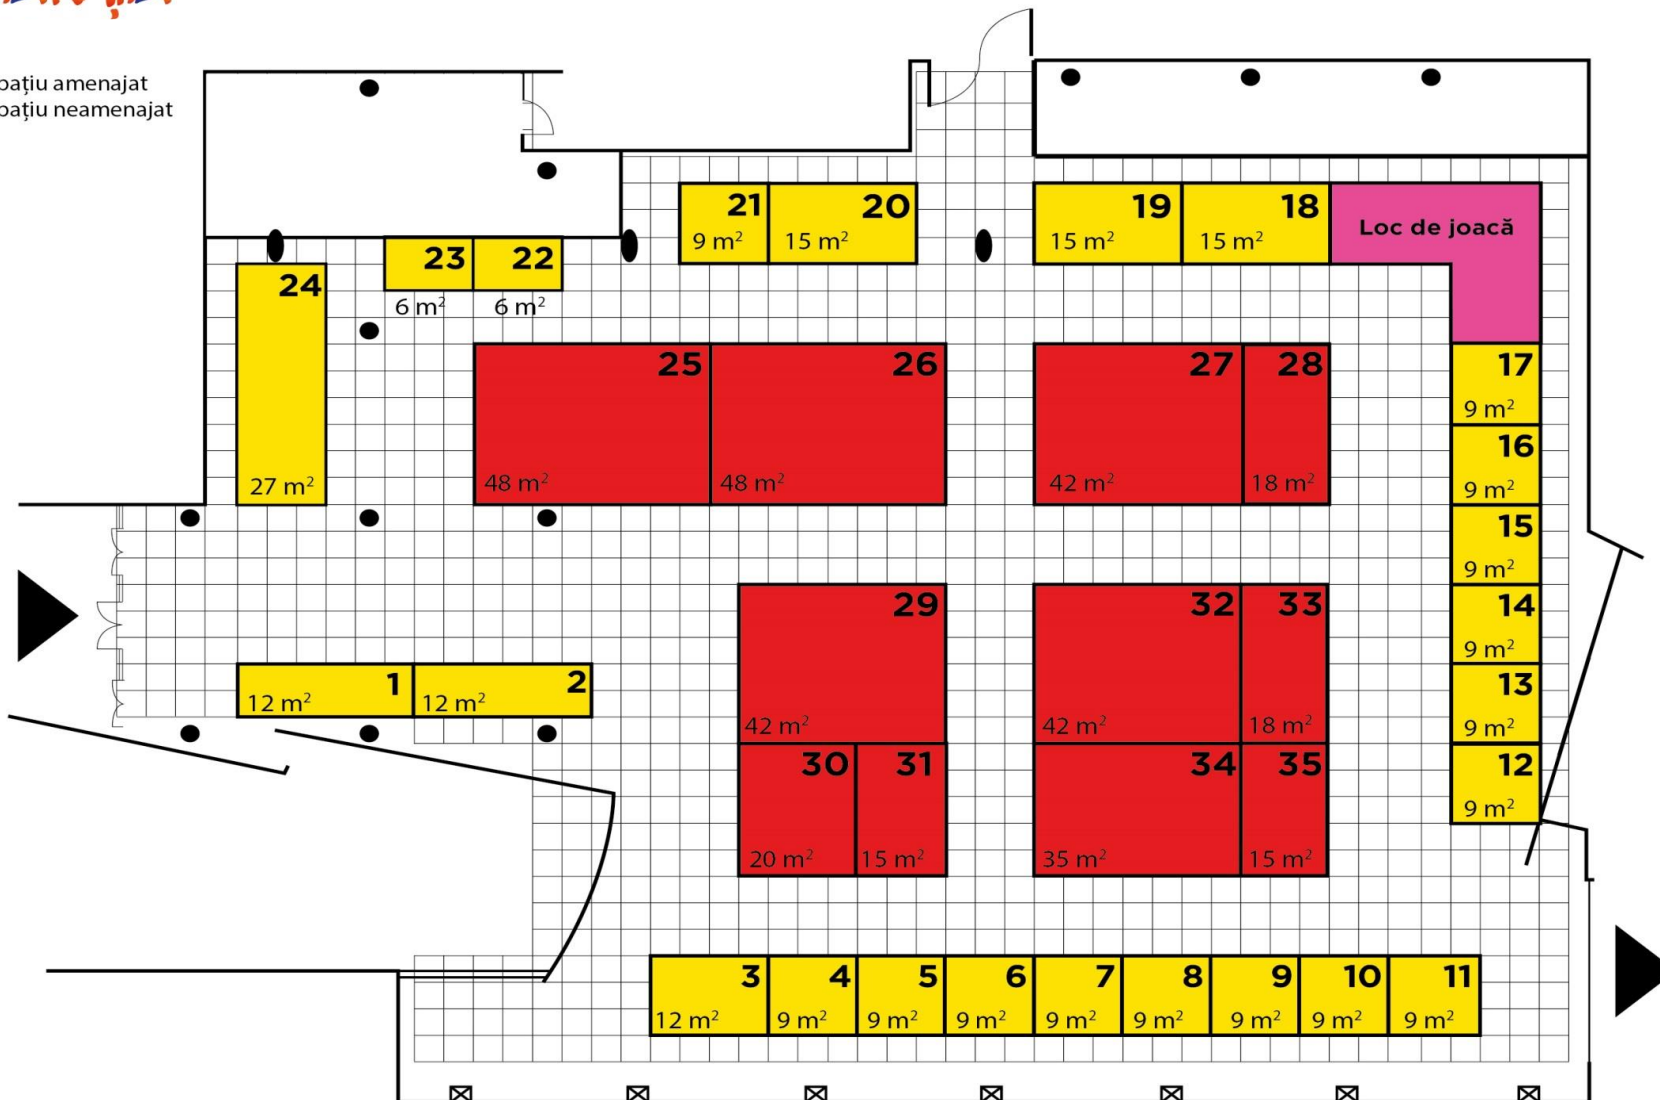 pațiu amenajat
pațiu neamenajat
21
9 m²
20
15 m²
19
15 m²
18
15 m²
Loc de joacă
23
6 m²
22
6 m²
24
27 m²
25
48 m²
26
48 m²
27
42 m²
28
18 m²
17
9 m²
16
9 m²
15
9 m²
14
9 m²
13
9 m²
12
9 m²
29
42 m²
32
42 m²
33
18 m²
1
12 m²
2
12 m²
30
20 m²
31
15 m²
34
35 m²
35
15 m²
3
12 m²
4
9 m²
5
9 m²
6
9 m²
7
9 m²
8
9 m²
9
9 m²
10
9 m²
11
9 m²